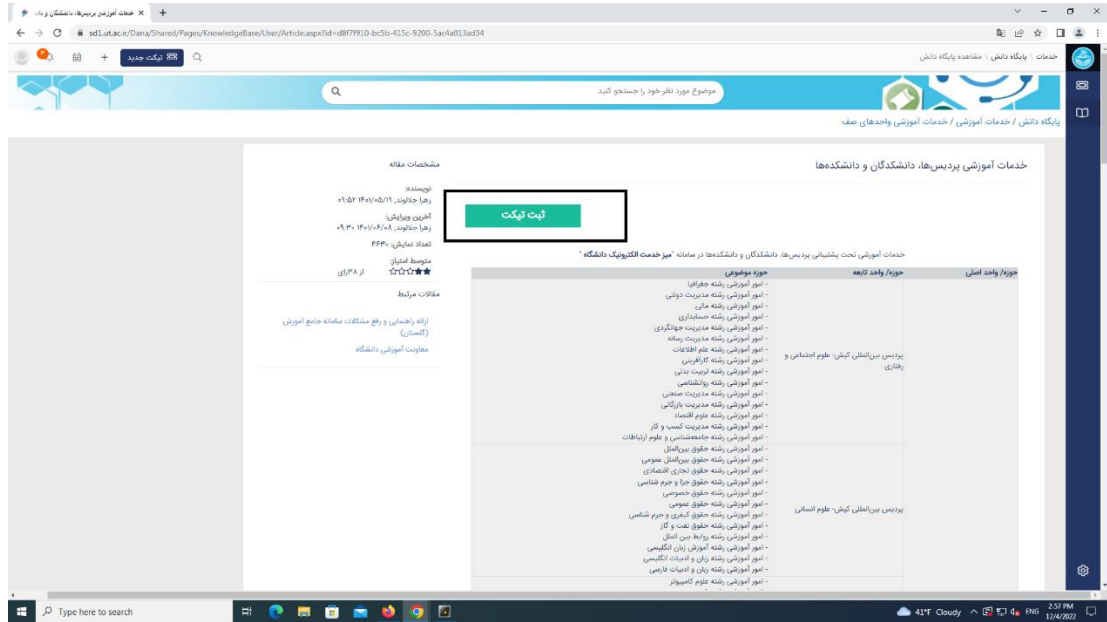 خدمات آموزشی پردیس‌ها، دانشکدگان و دان
sd1.ut.ac.ir/Dana/Shared/Pages/KnowledgeBase/User/Article.aspx?id=d8f7f910-bc5b-415c-9200-5ac4a013ad34
خدمات \ پایگاه دانش \ مشاهده پایگاه دانش
تیکت جدید
موضوع مورد نظر خود را جستجو کنید
پایگاه دانش / خدمات آموزشی / خدمات آموزشی واحدهای صف
خدمات آموزشی پردیس‌ها، دانشکدگان و دانشکده‌ها
ثبت تیکت
خدمات آموزشی تحت پشتیبانی پردیس‌ها، دانشکدگان و دانشکده‌ها در سامانه "میز خدمت الکترونیک دانشگاه"
حوزه/ واحد اصلی حوزه/ واحد تابعه حوزه موضوعی
پردیس بین‌المللی کیش- علوم اجتماعی و رفتاری
- امور آموزشی رشته جغرافیا
- امور آموزشی رشته مدیریت دولتی
- امور آموزشی رشته مالی
- امور آموزشی رشته حسابداری
- امور آموزشی رشته مدیریت جهانگردی
- امور آموزشی رشته مدیریت رسانه
- امور آموزشی رشته علم اطلاعات
- امور آموزشی رشته کارآفرینی
- امور آموزشی رشته تربیت بدنی
- امور آموزشی رشته روانشناسی
- امور آموزشی رشته مدیریت صنعتی
- امور آموزشی رشته مدیریت بازرگانی
- امور آموزشی رشته علوم اقتصاد
- امور آموزشی رشته مدیریت کسب و کار
- امور آموزشی رشته جامعه‌شناسی و علوم ارتباطات
پردیس بین‌المللی کیش- علوم انسانی
- امور آموزشی رشته حقوق بین‌الملل
- امور آموزشی رشته حقوق بین‌الملل عمومی
- امور آموزشی رشته حقوق تجاری اقتصادی
- امور آموزشی رشته حقوق جزا و جرم شناسی
- امور آموزشی رشته حقوق خصوصی
- امور آموزشی رشته حقوق عمومی
- امور آموزشی رشته حقوق کیفری و جرم شناسی
- امور آموزشی رشته حقوق نفت و گاز
- امور آموزشی رشته روابط بین الملل
- امور آموزشی رشته آموزش زبان انگلیسی
- امور آموزشی رشته زبان و ادبیات انگلیسی
- امور آموزشی رشته زبان و ادبیات فارسی
- امور آموزشی رشته علوم کامپیوتر
مشخصات مقاله
نویسنده:
زهرا جلالوند, ۱۴۰۱/۰۵/۱۹ ۰۹:۵۲
آخرین ویرایش:
زهرا جلالوند, ۱۴۰۱/۰۶/۰۸ ۰۹:۳۰
تعداد نمایش: ۴۶۳۰
متوسط امتیاز:
از ۳۸رای
مقالات مرتبط
ارائه راهنمایی و رفع مشکلات سامانه جامع آموزش
(گلستان)
معاونت آموزشی دانشگاه
Type here to search
41°F Cloudy
ENG
2:57 PM
12/4/2022